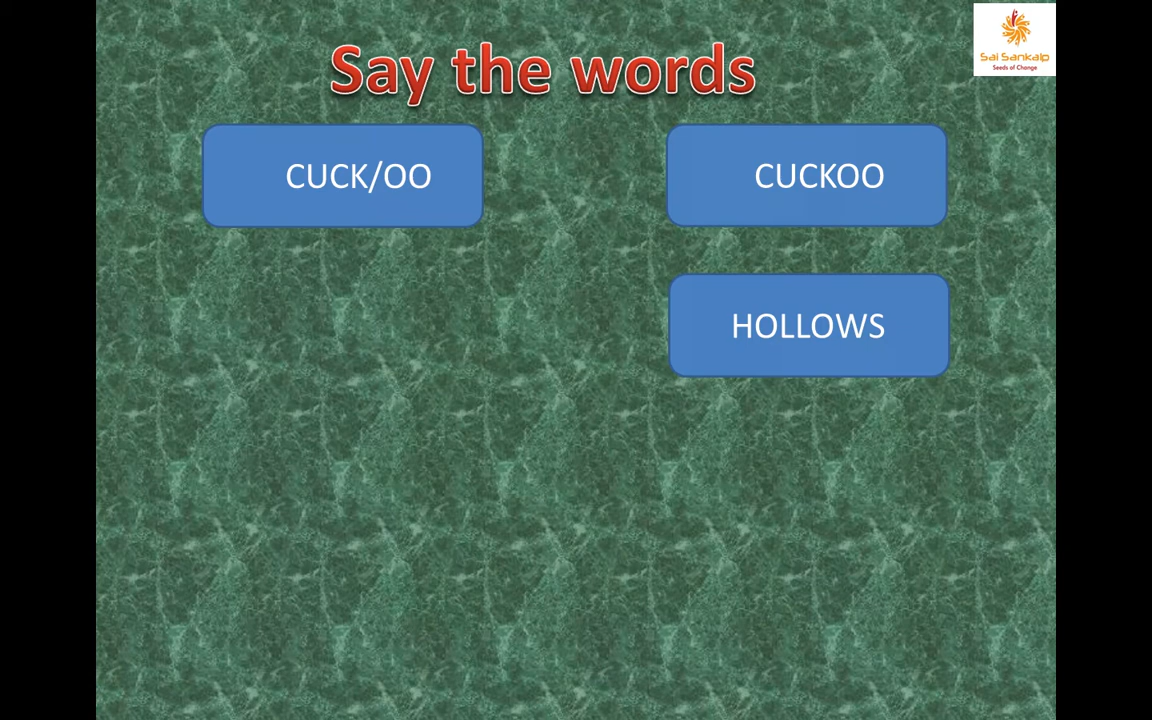 Say the words
Sai Sankalp
Seeds of Change
CUCK/OO
CUCKOO
HOLLOWS